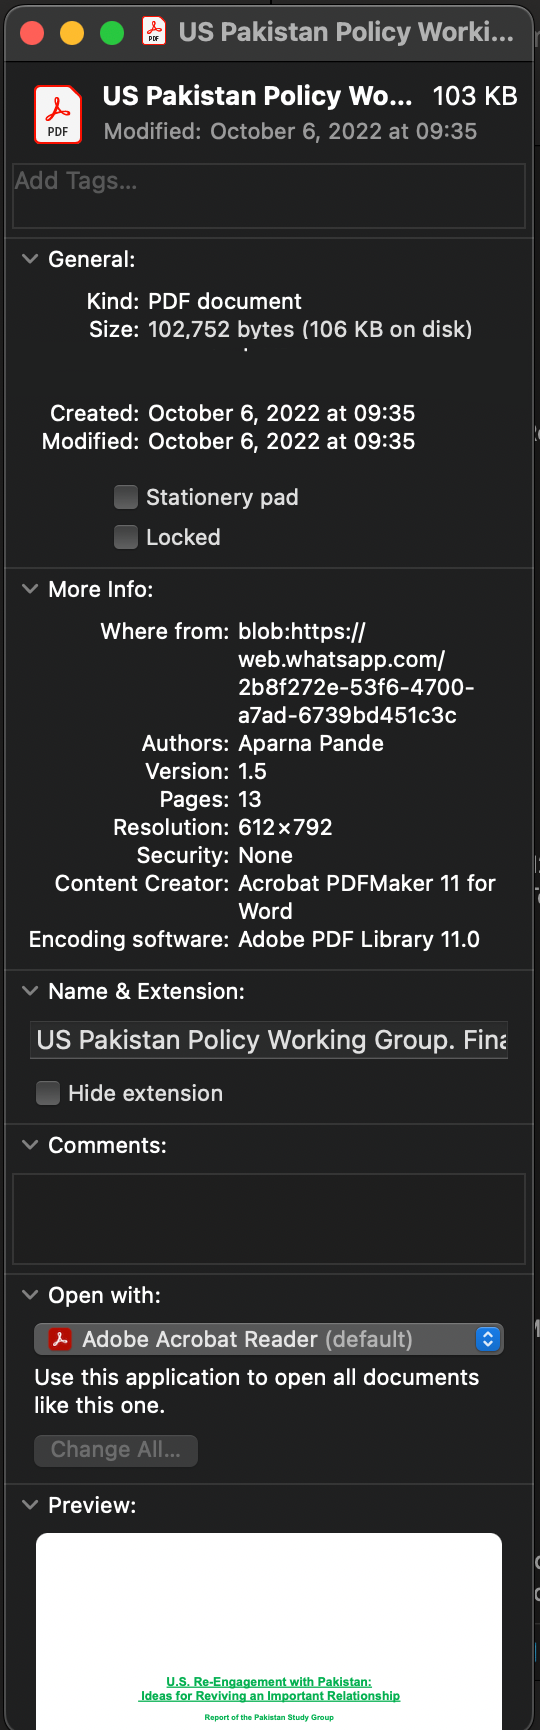 US Pakistan Policy Worki...
PDF
US Pakistan Policy Wo... 103 KB
Modified: October 6, 2022 at 09:35
PDF
Add Tags...
General:
Kind: PDF document
Size: 102,752 bytes (106 KB on disk)
Created: October 6, 2022 at 09:35
Modified: October 6, 2022 at 09:35
Stationery pad
Locked
More Info:
Where from: blob:https://
web.whatsapp.com/
2b8f272e-53f6-4700-
a7ad-6739bd451c3c
Authors: Aparna Pande
Version: 1.5
Pages: 13
Resolution: 612×792
Security: None
Content Creator: Acrobat PDFMaker 11 for
Word
Encoding software: Adobe PDF Library 11.0
Name & Extension:
US Pakistan Policy Working Group. Fina
Hide extension
Comments:
Open with:
Adobe Acrobat Reader (default)
Use this application to open all documents
like this one.
Change All...
Preview:
U.S. Re-Engagement with Pakistan:
Ideas for Reviving an Important Relationship
Report of the Pakistan Study Group